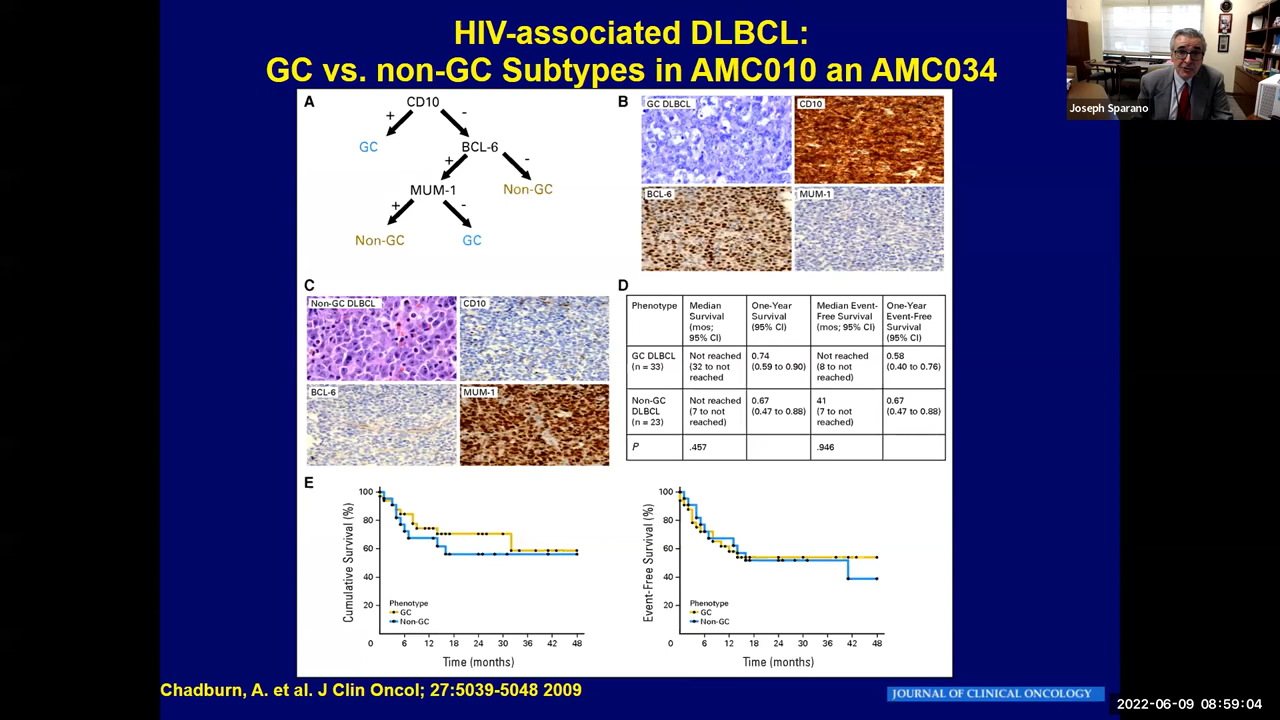 HIV-associated DLBCL:
GC vs. non-GC Subtypes in AMC010 an AMC034
Joseph Sparano
A
CD10
+
-
GC
BCL-6
+
-
MUM-1
Non-GC
+
-
Non-GC
GC
B
GC DLBCL
CD10
BCL-6
MUM-1
C
Non-GC DLBCL
CD10
BCL-6
MUM-1
D
Phenotype
Median
Survival
(mos;
95% CI)
One-Year
Survival
(95% CI)
Median Event-
Free Survival
(mos; 95% CI)
One-Year
Event-Free
Survival
(95% CI)
GC DLBCL
(n = 33)
Not reached
(32 to not
reached
0.74
(0.59 to 0.90)
Not reached
(8 to not
reached)
0.58
(0.40 to 0.76)
Non-GC
DLBCL
(n = 23)
Not reached
(7 to not
reached)
0.67
(0.47 to 0.88)
41
(7 to not
reached)
0.67
(0.47 to 0.88)
P
.457
.946
E
Cumulative Survival (%)
100
80
60
40
20
Phenotype
GC
Non-GC
0 6 12 18 24 30 36 42 48
Time (months)
Event-Free Survival (%)
100
80
60
40
20
Phenotype
GC
Non-GC
0 6 12 18 24 30 36 42 48
Time (months)
Chadburn, A. et al. J Clin Oncol; 27:5039-5048 2009
JOURNAL OF CLINICAL ONCOLOGY
2022-06-09 08:59:04